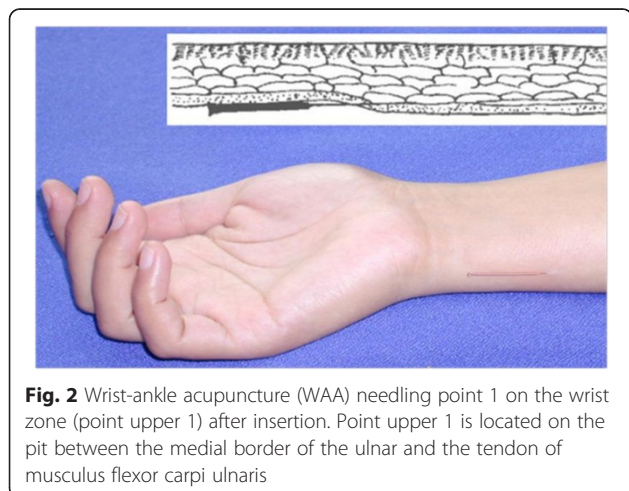 Fig. 2 Wrist-ankle acupuncture (WAA) needling point 1 on the wrist
zone (point upper 1) after insertion. Point upper 1 is located on the
pit between the medial border of the ulnar and the tendon of
musculus flexor carpi ulnaris